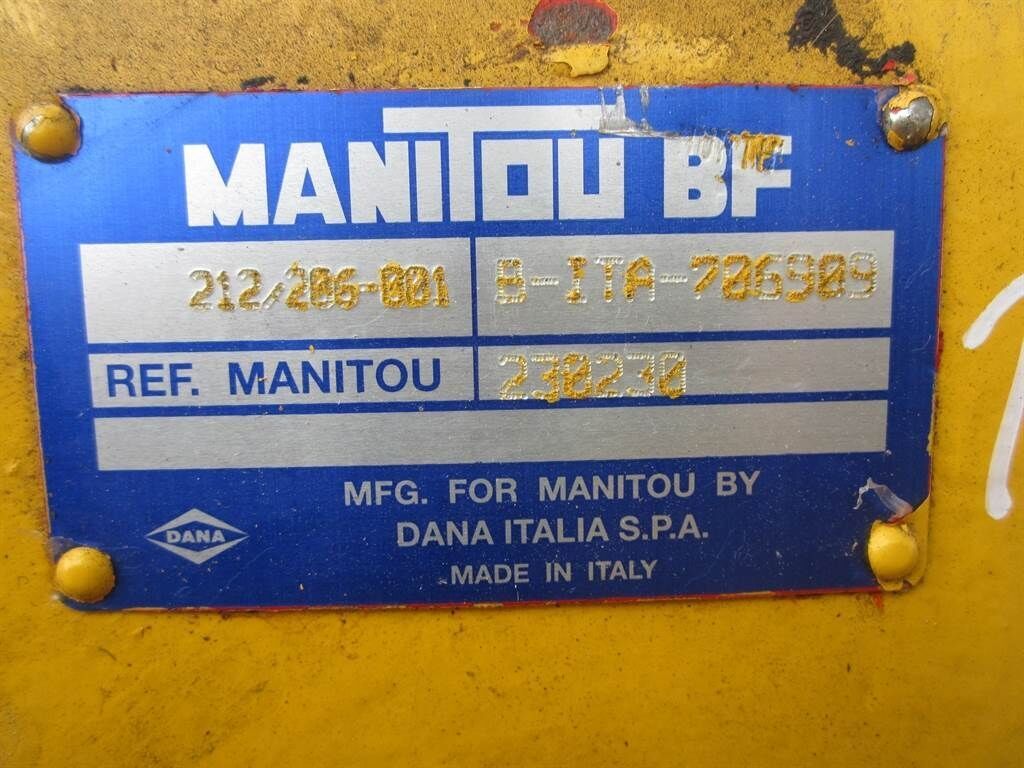 MANITOU BF
212/206-001 B-ITA-706909
REF. MANITOU 230230
MFG. FOR MANITOU BY
DANA DANA ITALIA S.P.A.
MADE IN ITALY